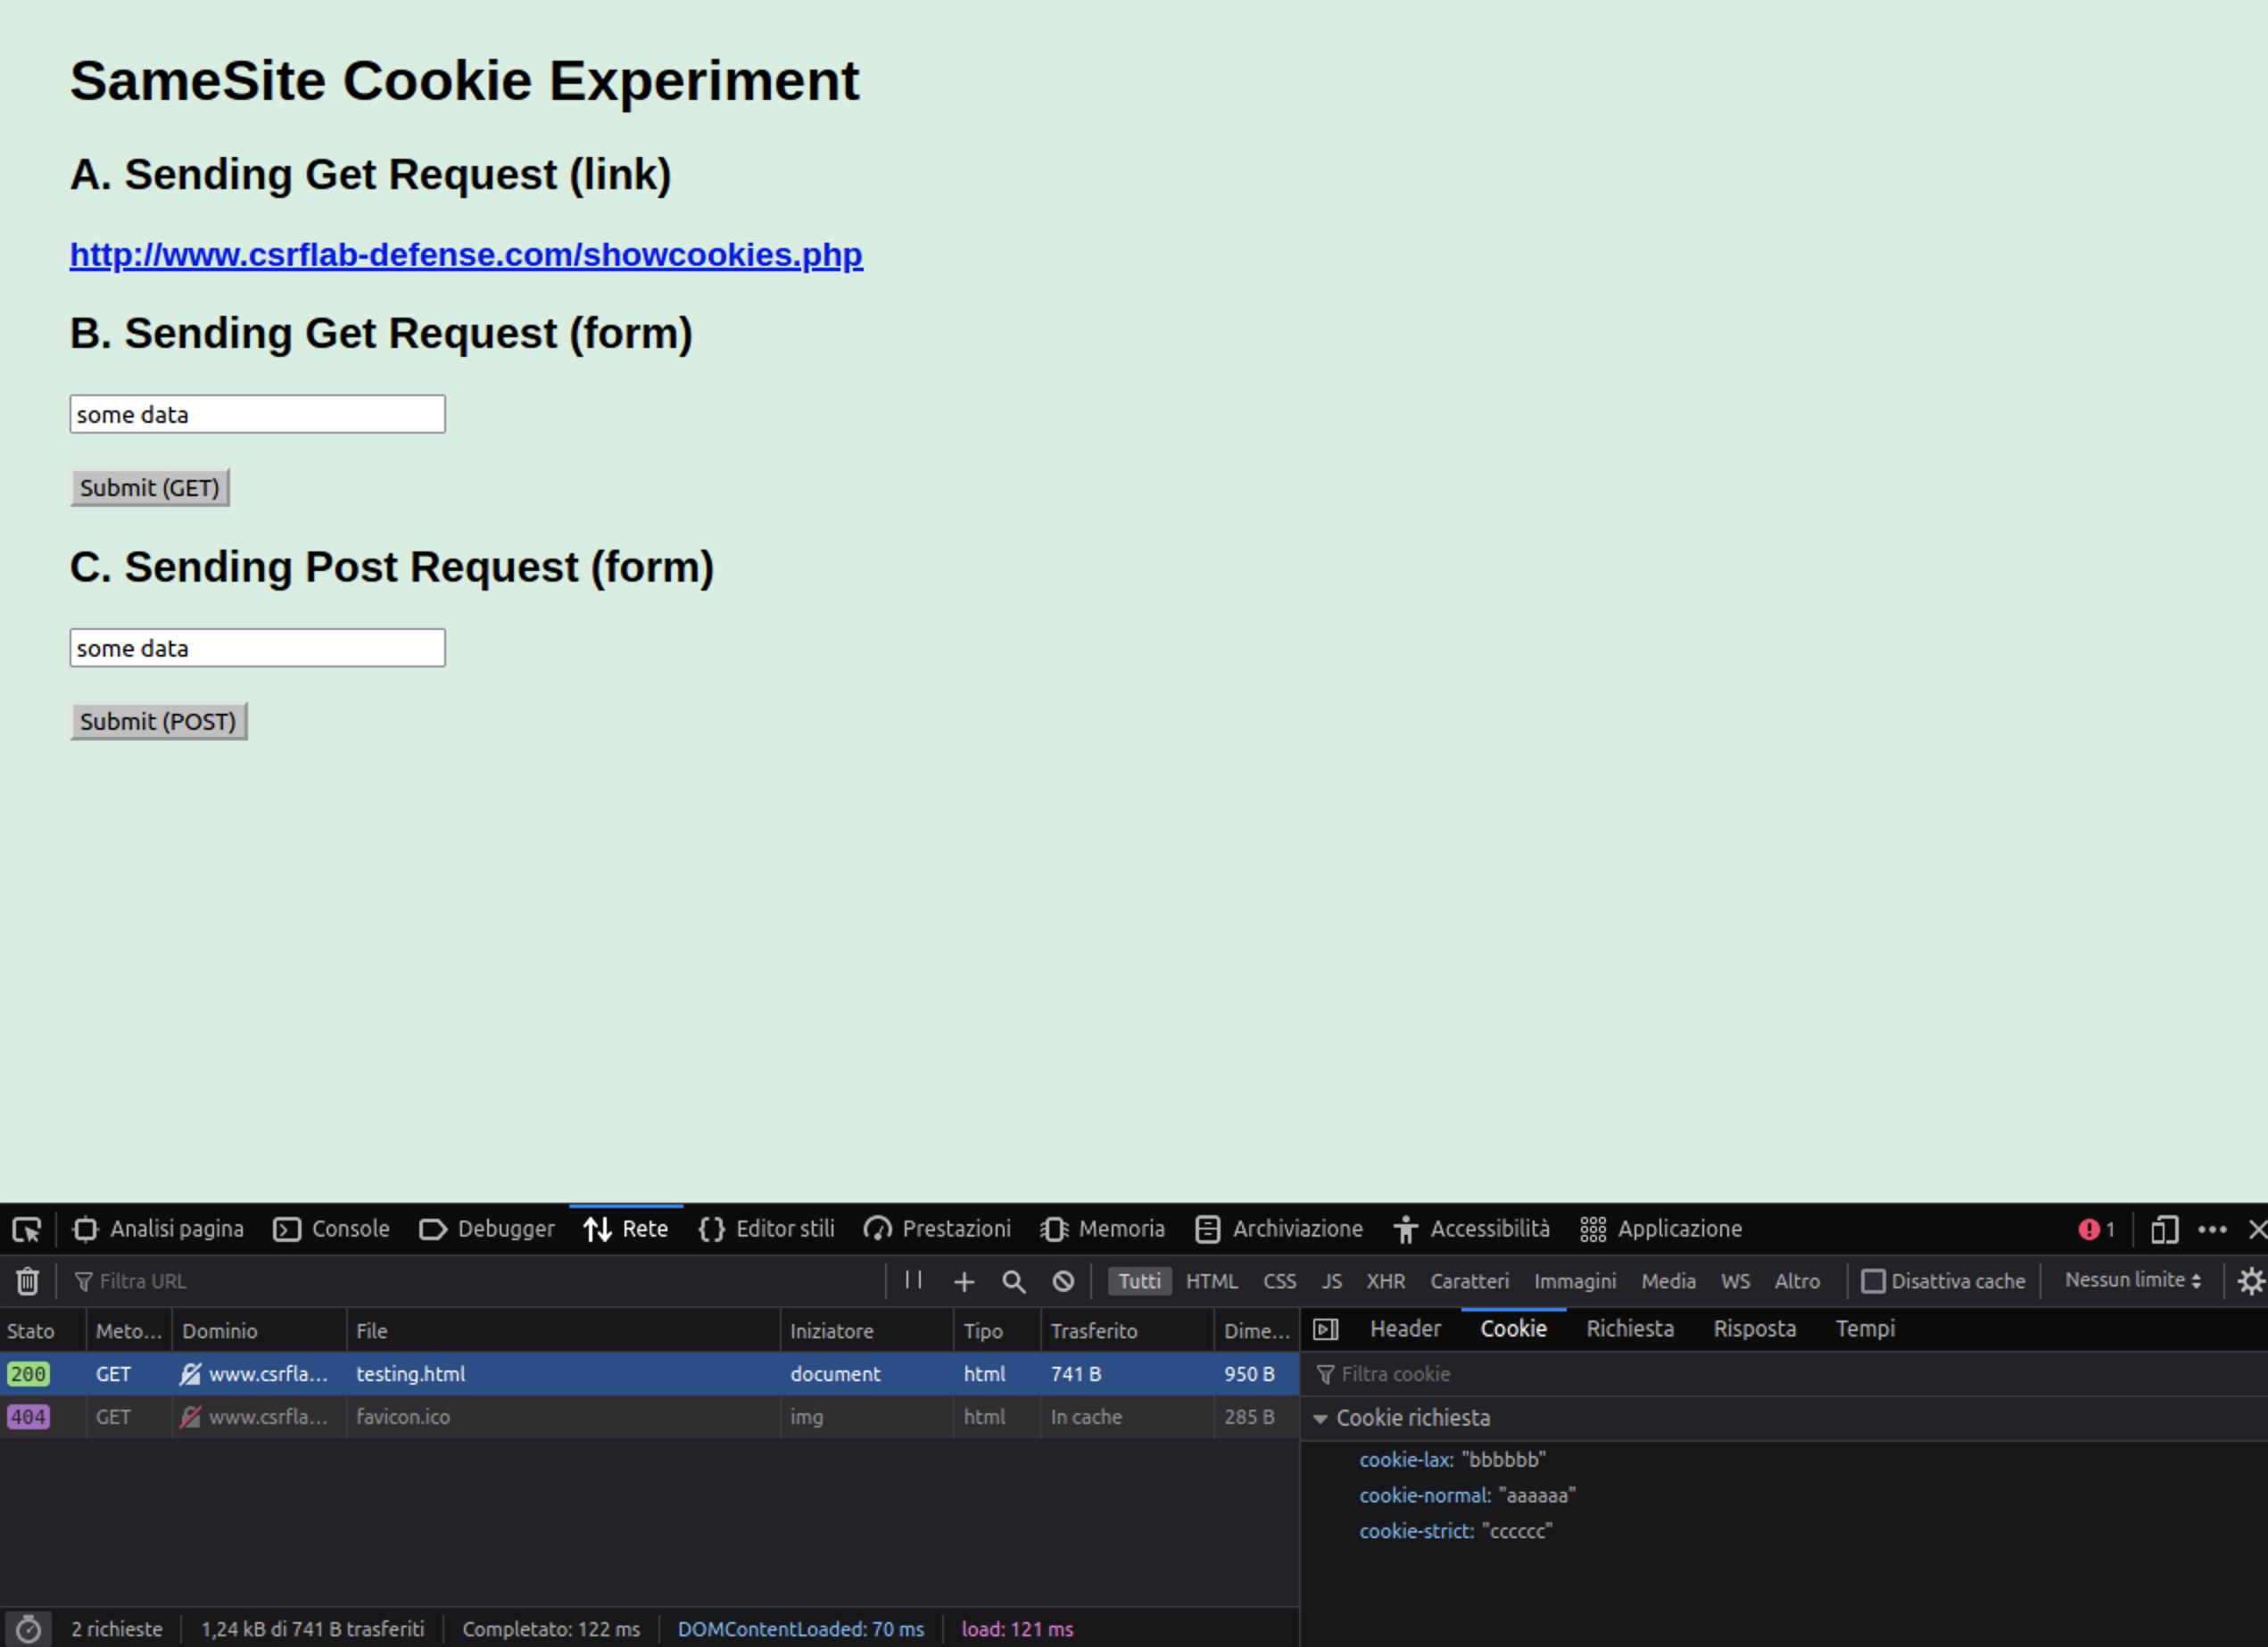 SameSite Cookie Experiment
A. Sending Get Request (link)
http://www.csrflab-defense.com/showcookies.php
B. Sending Get Request (form)
some data
Submit (GET)
C. Sending Post Request (form)
some data
Submit (POST)
Analisi pagina Console Debugger Rete Editor stili Prestazioni Memoria Archiviazione Accessibilità Applicazione 1
Filtra URL Tutti HTML CSS JS XHR Caratteri Immagini Media WS Altro Disattiva cache Nessun limite
Stato Meto... Dominio File Iniziatore Tipo Trasferito Dime... Header Cookie Richiesta Risposta Tempi
200 GET www.csrfla... testing.html document html 741 B 950 B Filtra cookie
404 GET www.csrfla... favicon.ico img html In cache 285 B Cookie richiesta
cookie-lax: "bbbbbb"
cookie-normal: "aaaaaa"
cookie-strict: "cccccc"
2 richieste 1,24 kB di 741 B trasferiti Completato: 122 ms DOMContentLoaded: 70 ms load: 121 ms